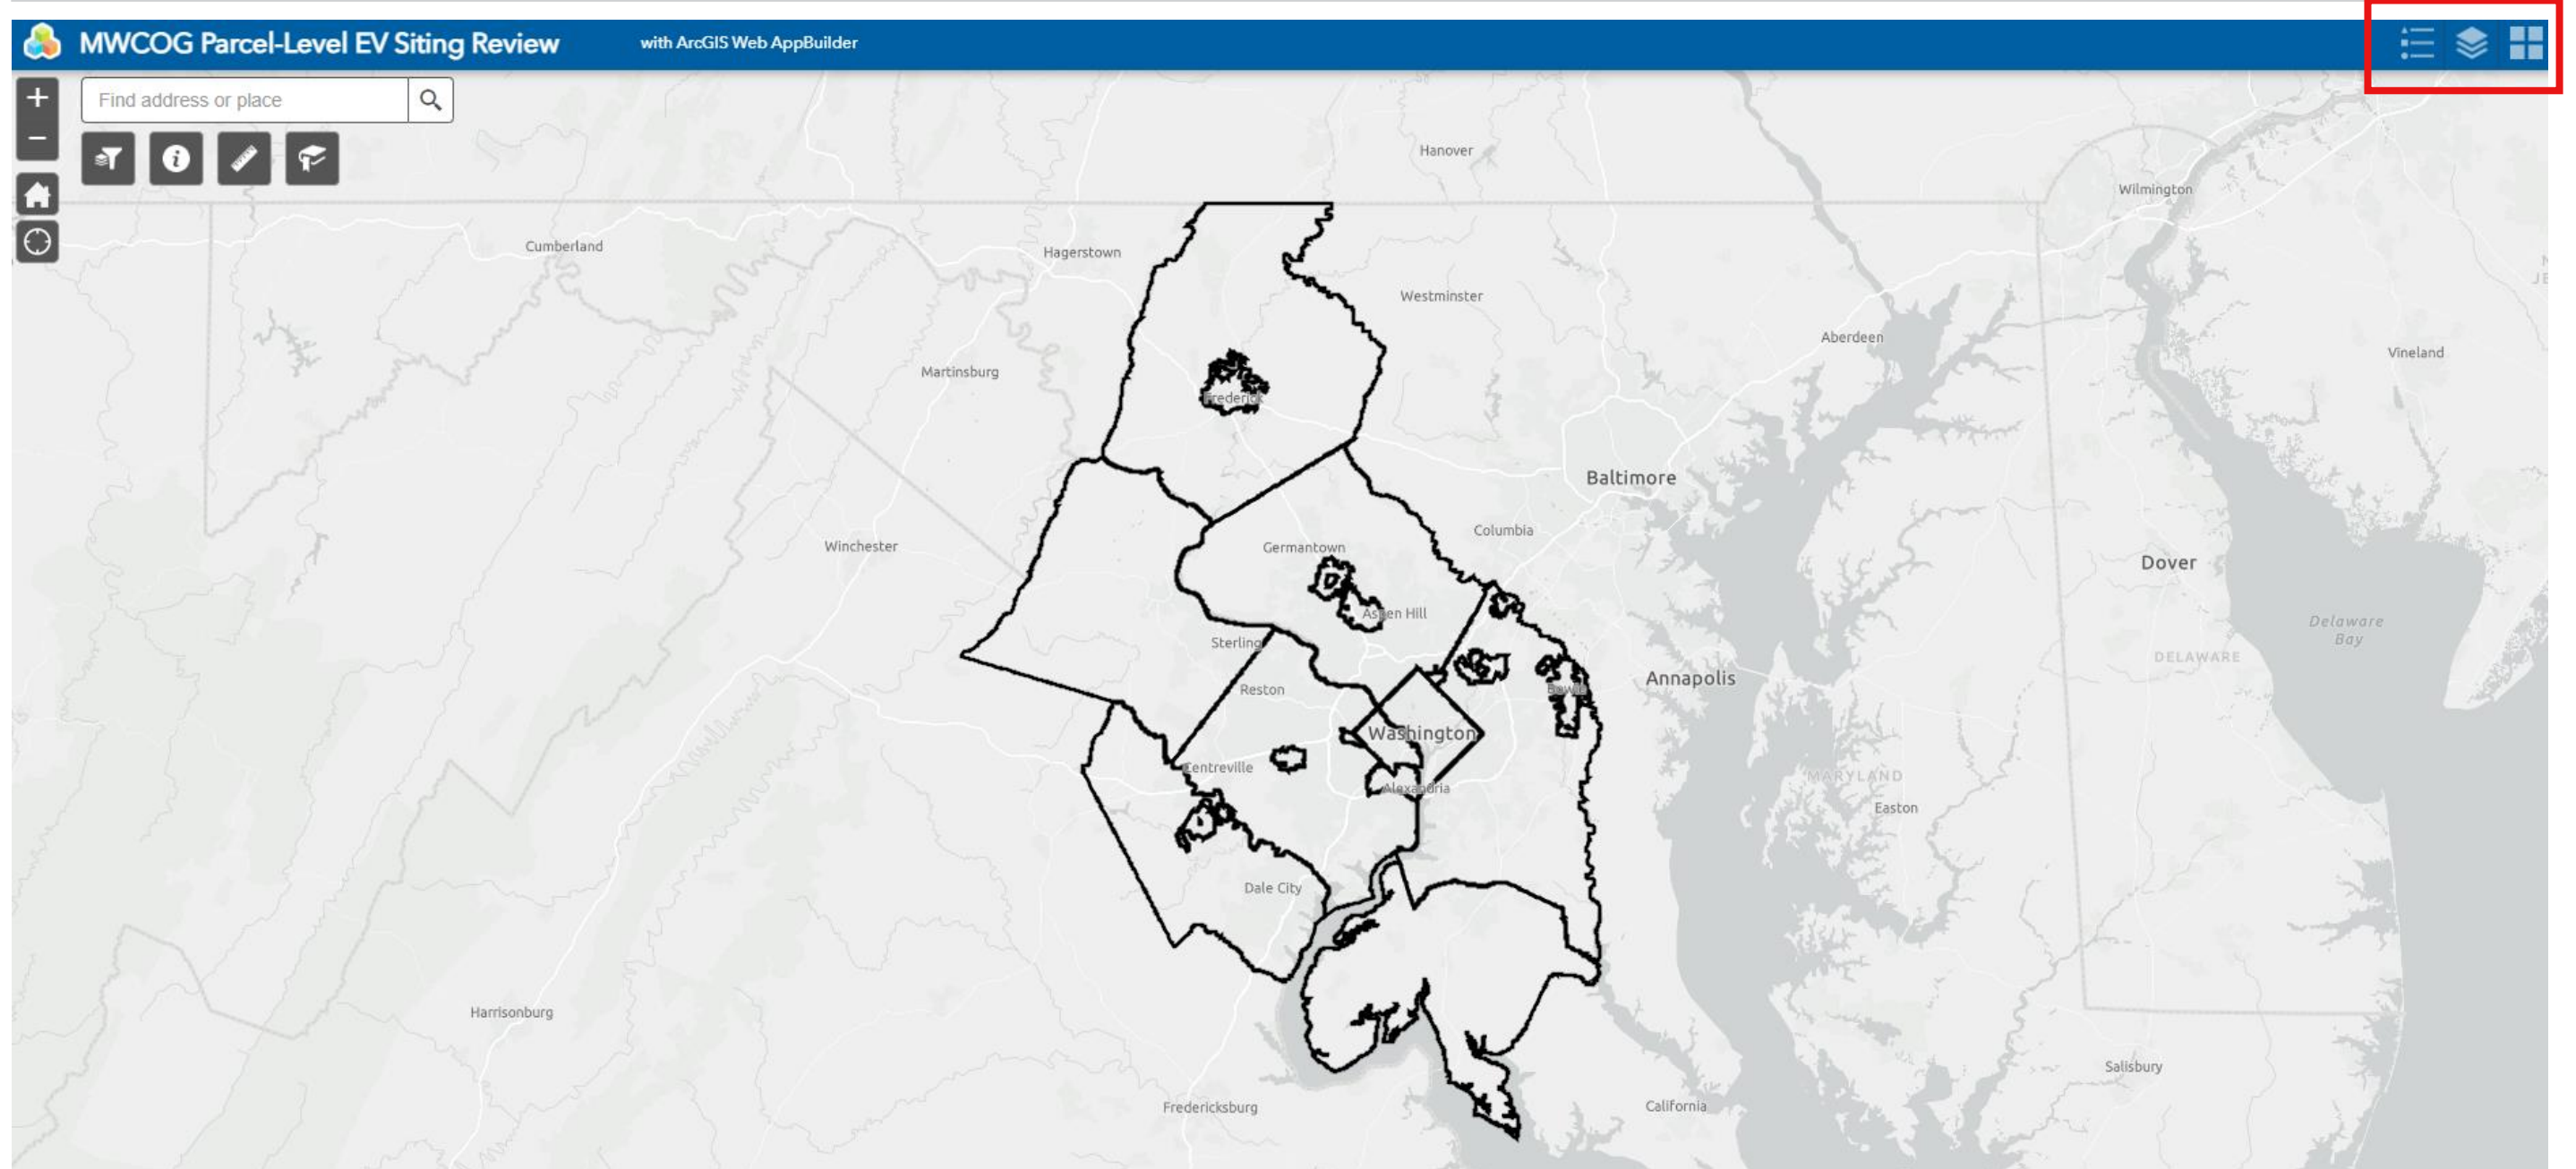 MWCOG Parcel-Level EV Siting Review
with ArcGIS Web AppBuilder
+
Find address or place
−
Hanover
Wilmington
Cumberland
Hagerstown
Westminster
Aberdeen
Vineland
Martinsburg
Frederick
Baltimore
Columbia
Winchester
Germantown
Dover
Aspen Hill
Delaware
Bay
Sterling
DELAWARE
Annapolis
Reston
Bowie
Washington
Centreville
MARYLAND
Alexandria
Easton
Dale City
Harrisonburg
Salisbury
Fredericksburg
California